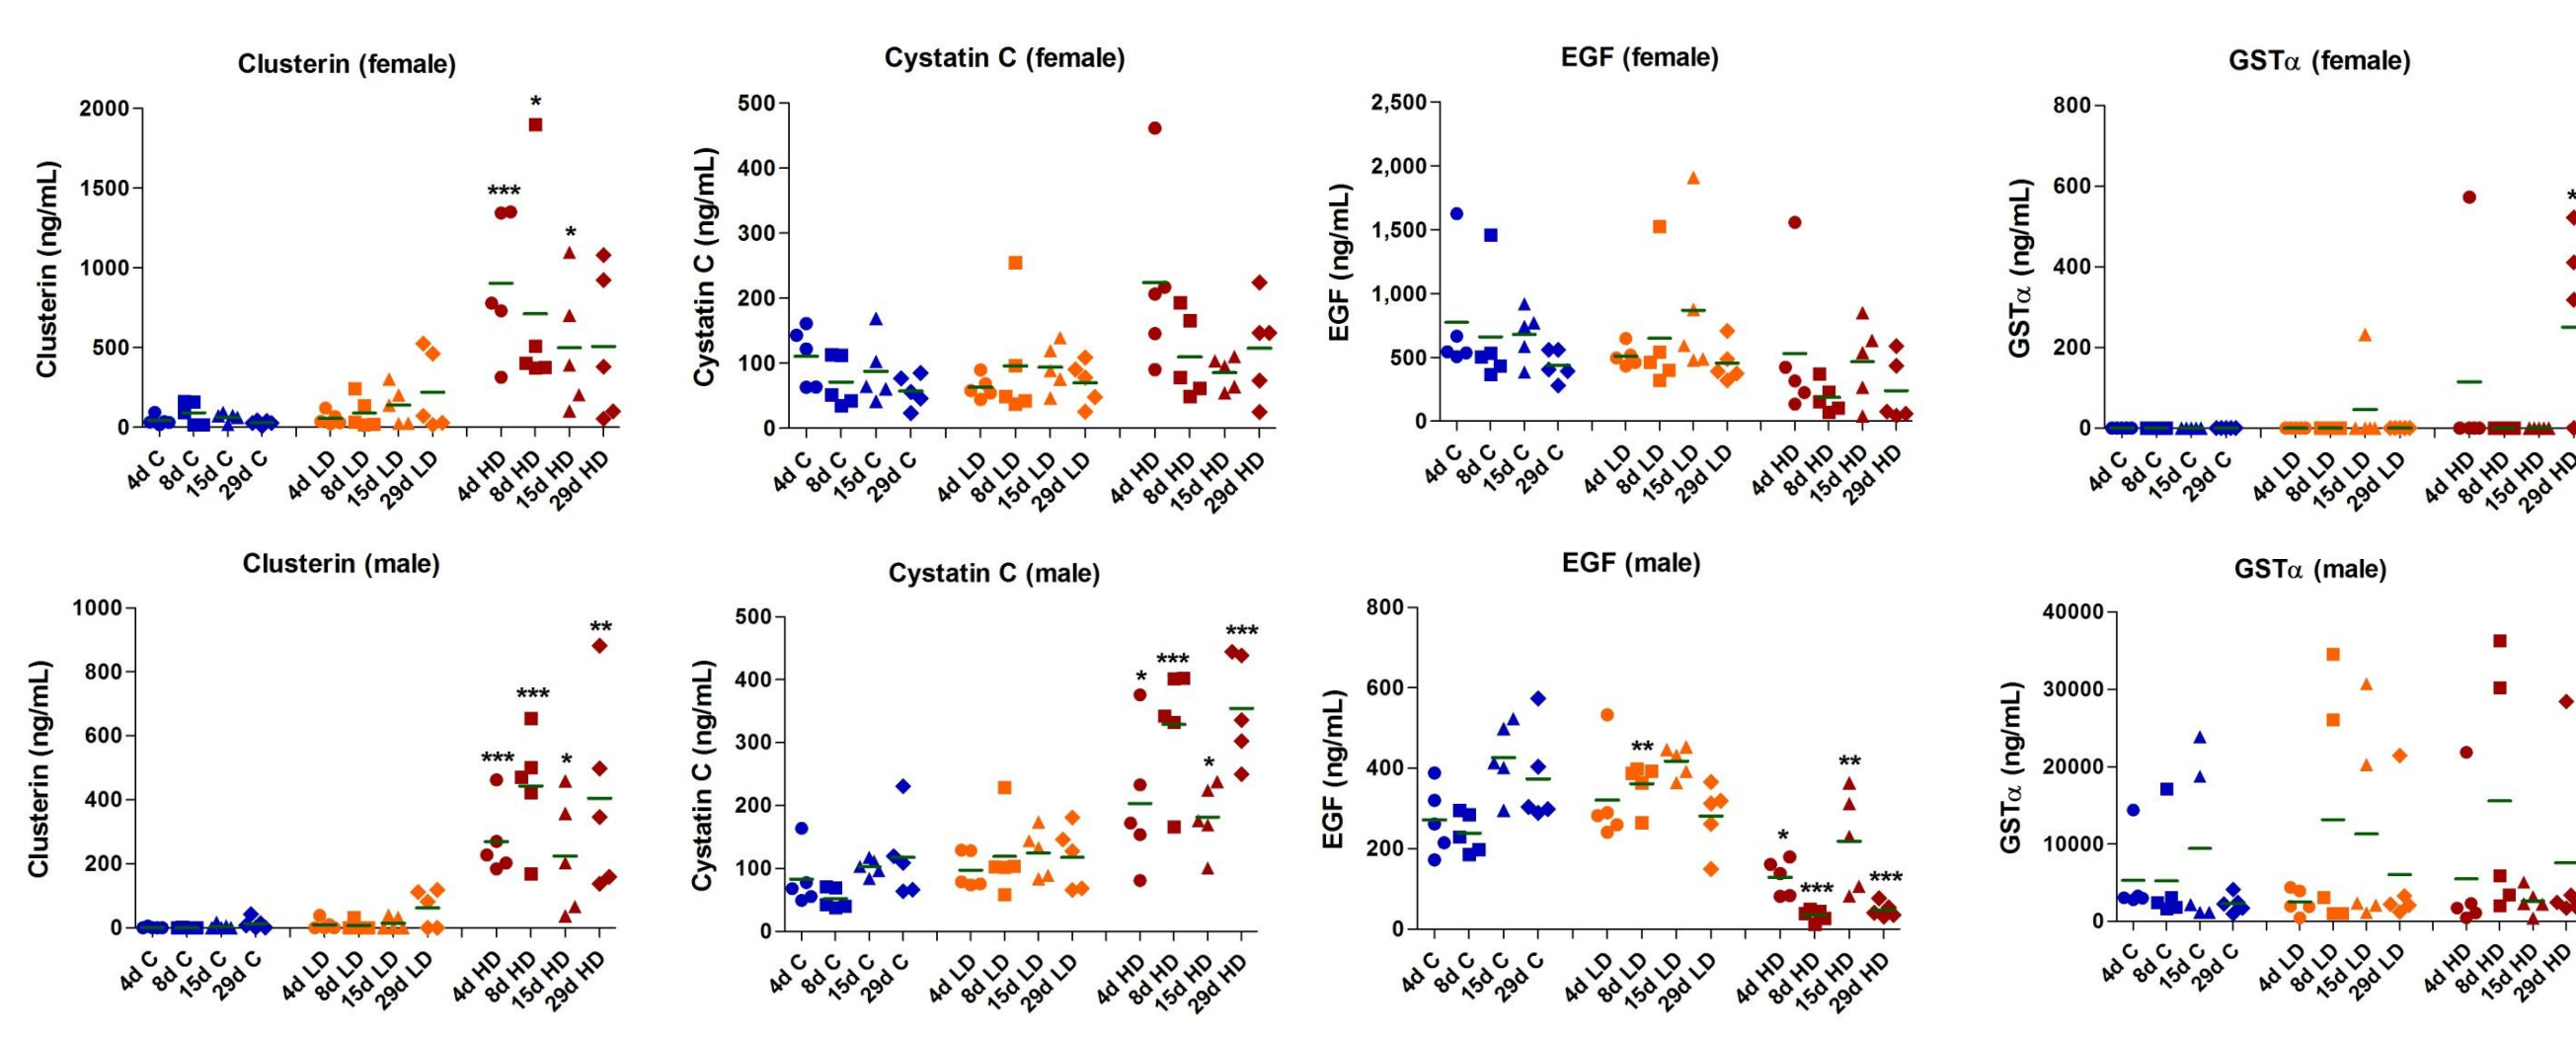 Clusterin (female)
Clusterin (ng/mL)
2000
1500
1000
500
0
***
*
*
4d C
8d C
15d C
29d C
4d LD
8d LD
15d LD
29d LD
4d HD
8d HD
15d HD
29d HD
Cystatin C (female)
Cystatin C (ng/mL)
500
400
300
200
100
0
4d C
8d C
15d C
29d C
4d LD
8d LD
15d LD
29d LD
4d HD
8d HD
15d HD
29d HD
EGF (female)
EGF (ng/mL)
2,500
2,000
1,500
1,000
500
0
4d C
8d C
15d C
29d C
4d LD
8d LD
15d LD
29d LD
4d HD
8d HD
15d HD
29d HD
GSTα (female)
GSTα (ng/mL)
800
600
400
200
0
*
4d C
8d C
15d C
29d C
4d LD
8d LD
15d LD
29d LD
4d HD
8d HD
15d HD
29d HD
Clusterin (male)
Clusterin (ng/mL)
1000
800
600
400
200
0
***
***
*
**
4d C
8d C
15d C
29d C
4d LD
8d LD
15d LD
29d LD
4d HD
8d HD
15d HD
29d HD
Cystatin C (male)
Cystatin C (ng/mL)
500
400
300
200
100
0
*
***
*
***
4d C
8d C
15d C
29d C
4d LD
8d LD
15d LD
29d LD
4d HD
8d HD
15d HD
29d HD
EGF (male)
EGF (ng/mL)
800
600
400
200
0
**
*
***
**
***
4d C
8d C
15d C
29d C
4d LD
8d LD
15d LD
29d LD
4d HD
8d HD
15d HD
29d HD
GSTα (male)
GSTα (ng/mL)
40000
30000
20000
10000
0
4d C
8d C
15d C
29d C
4d LD
8d LD
15d LD
29d LD
4d HD
8d HD
15d HD
29d HD